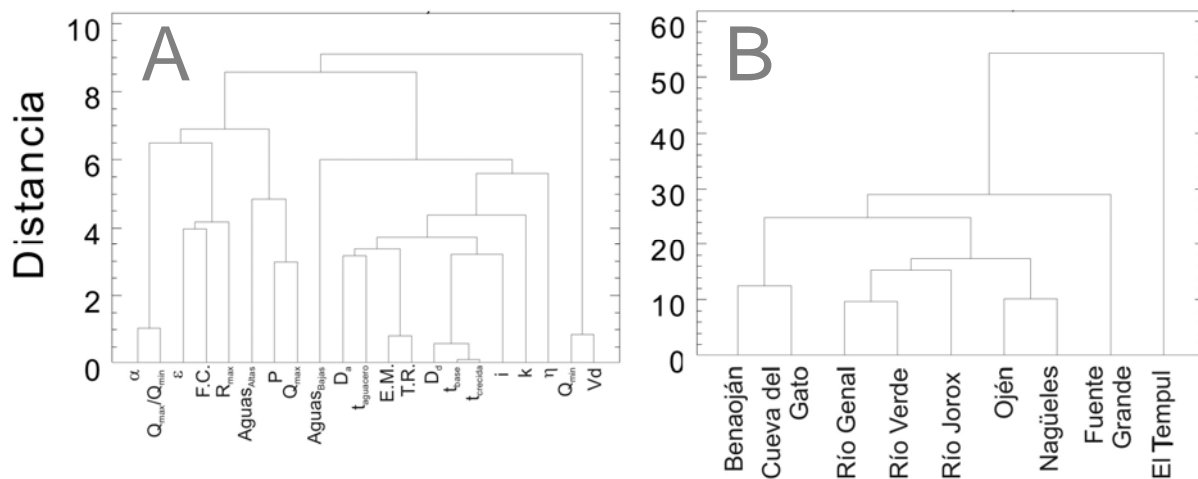 A
Distancia
10
8
6
4
2
0
α
Qmax/Qmin
ε
F.C.
Rmax
AguasAltas
P
Qmax
AguasBajas
Da
taguacero
E.M.
T.R.
Dd
tbase
tcrecida
i
k
η
Qmin
Vd
B
60
50
40
30
20
10
0
Benaoján
Cueva del
Gato
Río Genal
Río Verde
Río Jorox
Ojén
Nagüeles
Fuente
Grande
El Tempul